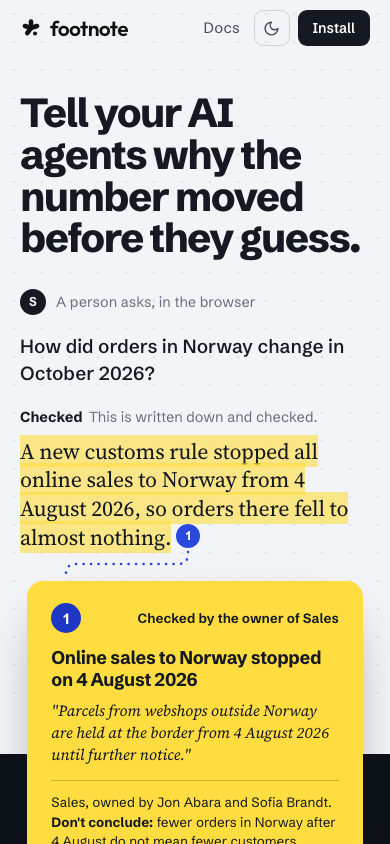 footnote
Docs
Install
Tell your AI
agents why the
number moved
before they guess.
S
A person asks, in the browser
How did orders in Norway change in
October 2026?
Checked This is written down and checked.
A new customs rule stopped all
online sales to Norway from 4
August 2026, so orders there fell to
almost nothing. 1
1
Checked by the owner of Sales
Online sales to Norway stopped
on 4 August 2026
"Parcels from webshops outside Norway
are held at the border from 4 August 2026
until further notice."
Sales, owned by Jon Abara and Sofia Brandt.
Don't conclude: fewer orders in Norway after
4 August do not mean fewer customers